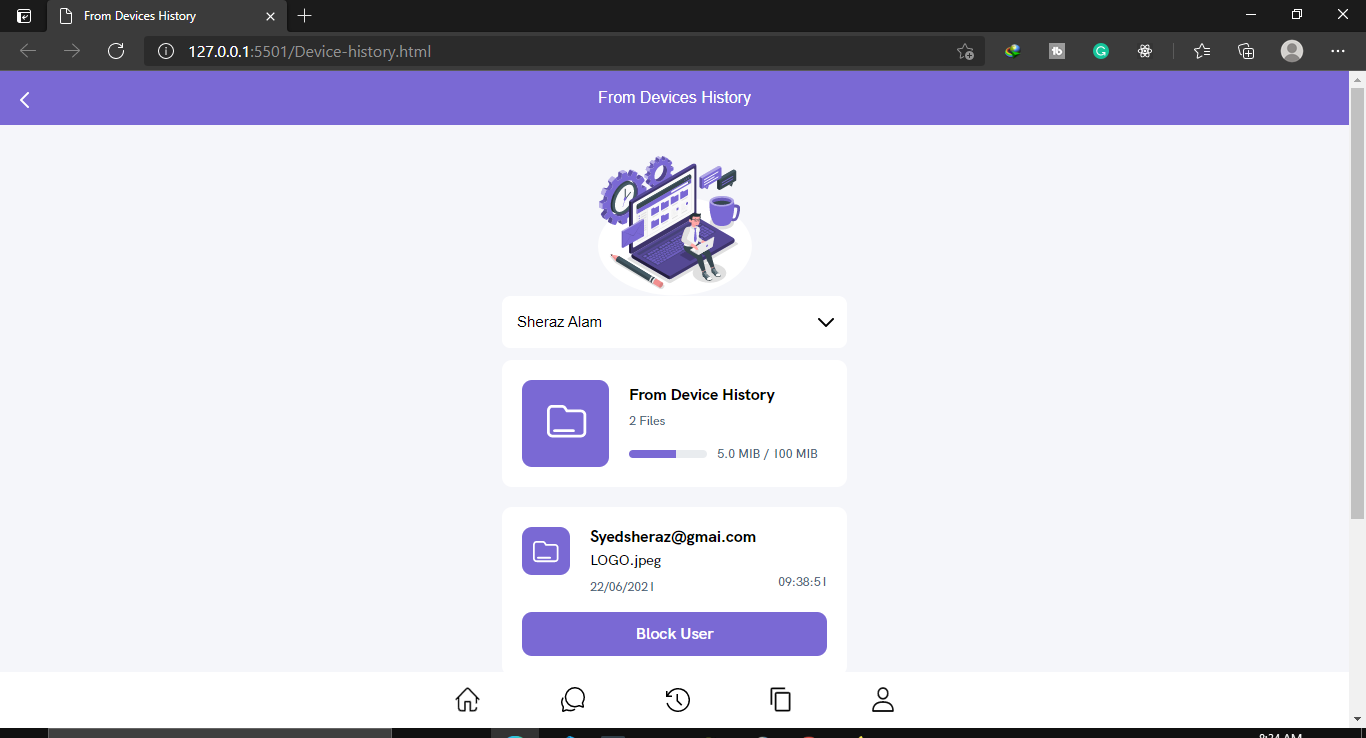 From Devices History
127.0.0.1:5501/Device-history.html
From Devices History
Sheraz Alam
From Device History
2 Files
5.0 MIB / 100 MIB
Syedsheraz@gmai.com
LOGO.jpeg
22/06/2021
09:38:51
Block User